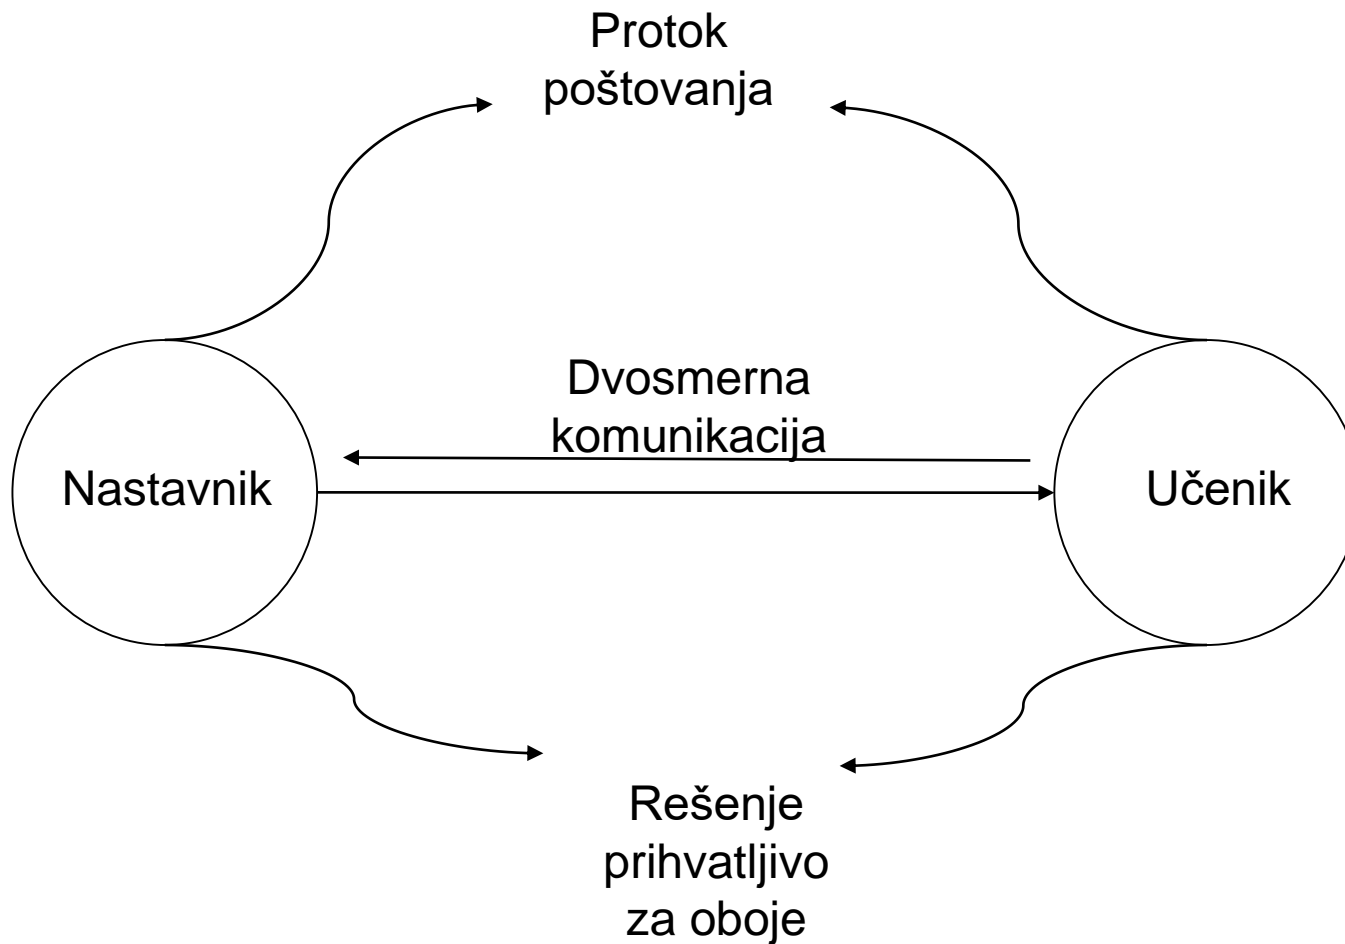 Protok
poštovanja
Dvosmerna
komunikacija
Nastavnik
Učenik
Rešenje
prihvatljivo
za oboje